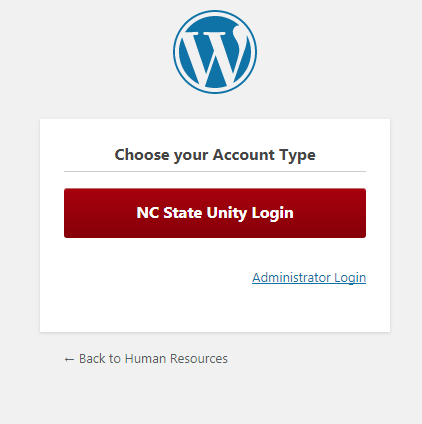 Choose your Account Type
NC State Unity Login
Administrator Login
← Back to Human Resources